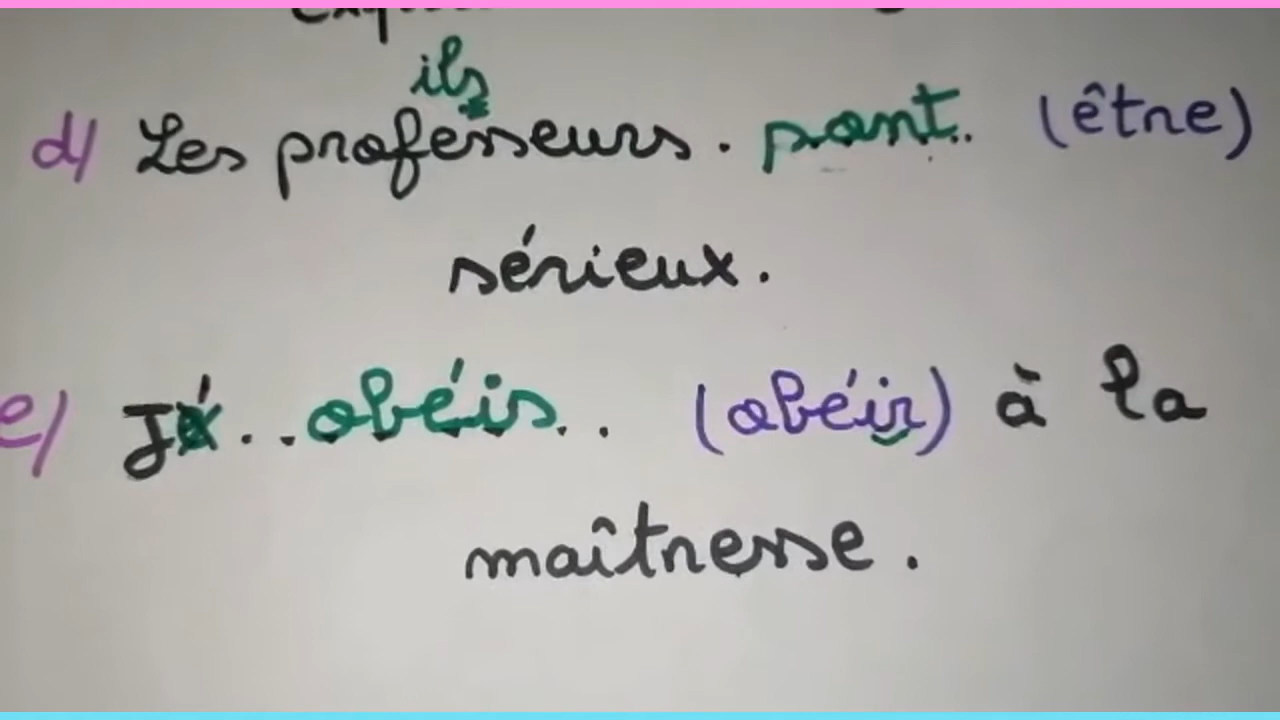 ils
d) Les professeurs . sont.. (être)
sérieux.
e) J'..obéis.. (obéir) à la
maîtresse.